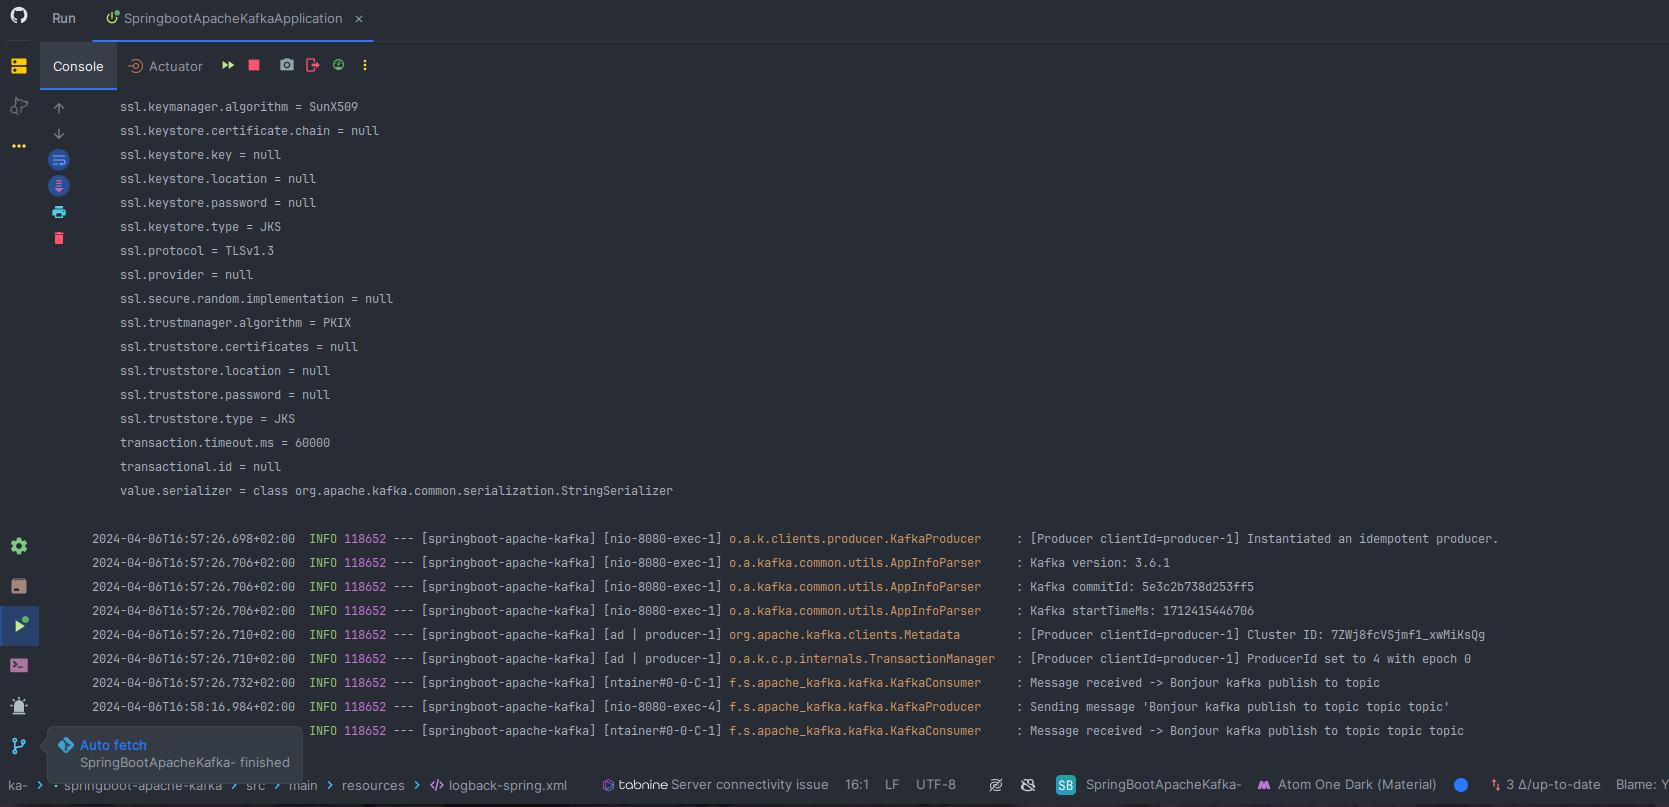 Run SpringbootApacheKafkaApplication ×
Console Actuator
ssl.keymanager.algorithm = SunX509
ssl.keystore.certificate.chain = null
ssl.keystore.key = null
ssl.keystore.location = null
ssl.keystore.password = null
ssl.keystore.type = JKS
ssl.protocol = TLSv1.3
ssl.provider = null
ssl.secure.random.implementation = null
ssl.trustmanager.algorithm = PKIX
ssl.truststore.certificates = null
ssl.truststore.location = null
ssl.truststore.password = null
ssl.truststore.type = JKS
transaction.timeout.ms = 60000
transactional.id = null
value.serializer = class org.apache.kafka.common.serialization.StringSerializer
2024-04-06T16:57:26.698+02:00 INFO 118652 --- [springboot-apache-kafka] [nio-8080-exec-1] o.a.k.clients.producer.KafkaProducer : [Producer clientId=producer-1] Instantiated an idempotent producer.
2024-04-06T16:57:26.706+02:00 INFO 118652 --- [springboot-apache-kafka] [nio-8080-exec-1] o.a.kafka.common.utils.AppInfoParser : Kafka version: 3.6.1
2024-04-06T16:57:26.706+02:00 INFO 118652 --- [springboot-apache-kafka] [nio-8080-exec-1] o.a.kafka.common.utils.AppInfoParser : Kafka commitId: 5e3c2b738d253ff5
2024-04-06T16:57:26.706+02:00 INFO 118652 --- [springboot-apache-kafka] [nio-8080-exec-1] o.a.kafka.common.utils.AppInfoParser : Kafka startTimeMs: 1712415446706
2024-04-06T16:57:26.710+02:00 INFO 118652 --- [springboot-apache-kafka] [ad | producer-1] org.apache.kafka.clients.Metadata : [Producer clientId=producer-1] Cluster ID: 7ZWj8fcVSjmf1_xwMiKsQg
2024-04-06T16:57:26.710+02:00 INFO 118652 --- [springboot-apache-kafka] [ad | producer-1] o.a.k.c.p.internals.TransactionManager : [Producer clientId=producer-1] ProducerId set to 4 with epoch 0
2024-04-06T16:57:26.732+02:00 INFO 118652 --- [springboot-apache-kafka] [ntainer#0-0-C-1] f.s.apache_kafka.kafka.KafkaConsumer : Message received -> Bonjour kafka publish to topic
2024-04-06T16:58:16.984+02:00 INFO 118652 --- [springboot-apache-kafka] [nio-8080-exec-4] f.s.apache_kafka.kafka.KafkaProducer : Sending message 'Bonjour kafka publish to topic topic topic'
INFO 118652 --- [springboot-apache-kafka] [ntainer#0-0-C-1] f.s.apache_kafka.kafka.KafkaConsumer : Message received -> Bonjour kafka publish to topic topic topic
Auto fetch
SpringBootApacheKafka- finished
ka- > springboot-apache-kafka > src > main > resources > </> logback-spring.xml tabnine Server connectivity issue 16:1 LF UTF-8 SB SpringBootApacheKafka- Atom One Dark (Material) 3 Δ/up-to-date Blame: Y